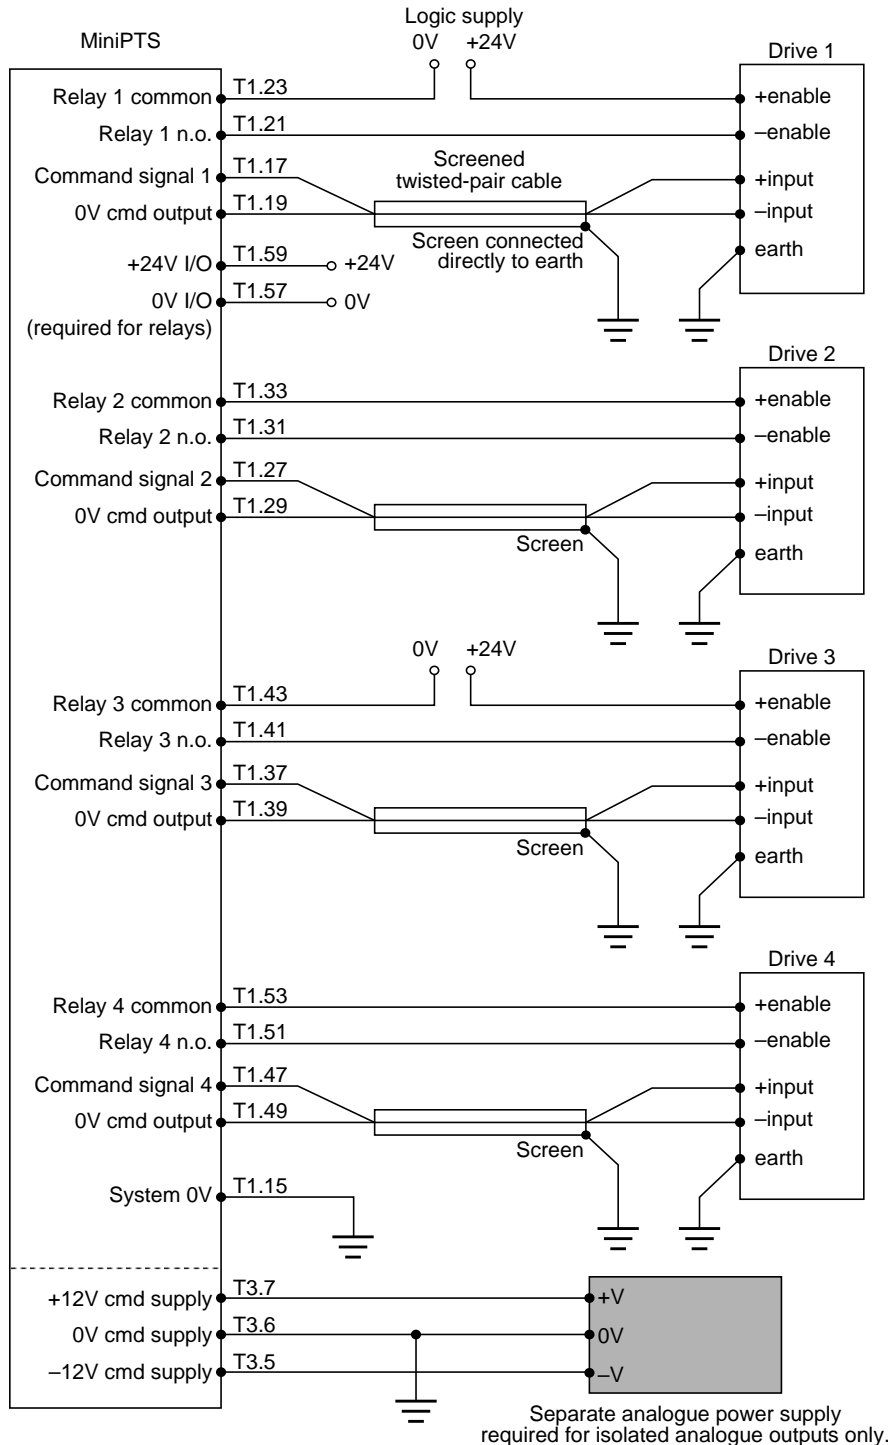 Logic supply
MiniPTS
0V +24V
Drive 1
Relay 1 common T1.23 +enable
Relay 1 n.o. T1.21 –enable
Screened
twisted-pair cable
Command signal 1 T1.17 +input
0V cmd output T1.19 –input
Screen connected
directly to earth
earth
+24V I/O T1.59 +24V
0V I/O T1.57 0V
(required for relays)
Drive 2
Relay 2 common T1.33 +enable
Relay 2 n.o. T1.31 –enable
Command signal 2 T1.27 +input
0V cmd output T1.29 –input
Screen
earth
0V +24V
Drive 3
Relay 3 common T1.43 +enable
Relay 3 n.o. T1.41 –enable
Command signal 3 T1.37 +input
0V cmd output T1.39 –input
Screen
earth
Drive 4
Relay 4 common T1.53 +enable
Relay 4 n.o. T1.51 –enable
Command signal 4 T1.47 +input
0V cmd output T1.49 –input
Screen
earth
System 0V T1.15
+12V cmd supply T3.7 +V
0V cmd supply T3.6 0V
–12V cmd supply T3.5 –V
Separate analogue power supply
required for isolated analogue outputs only.